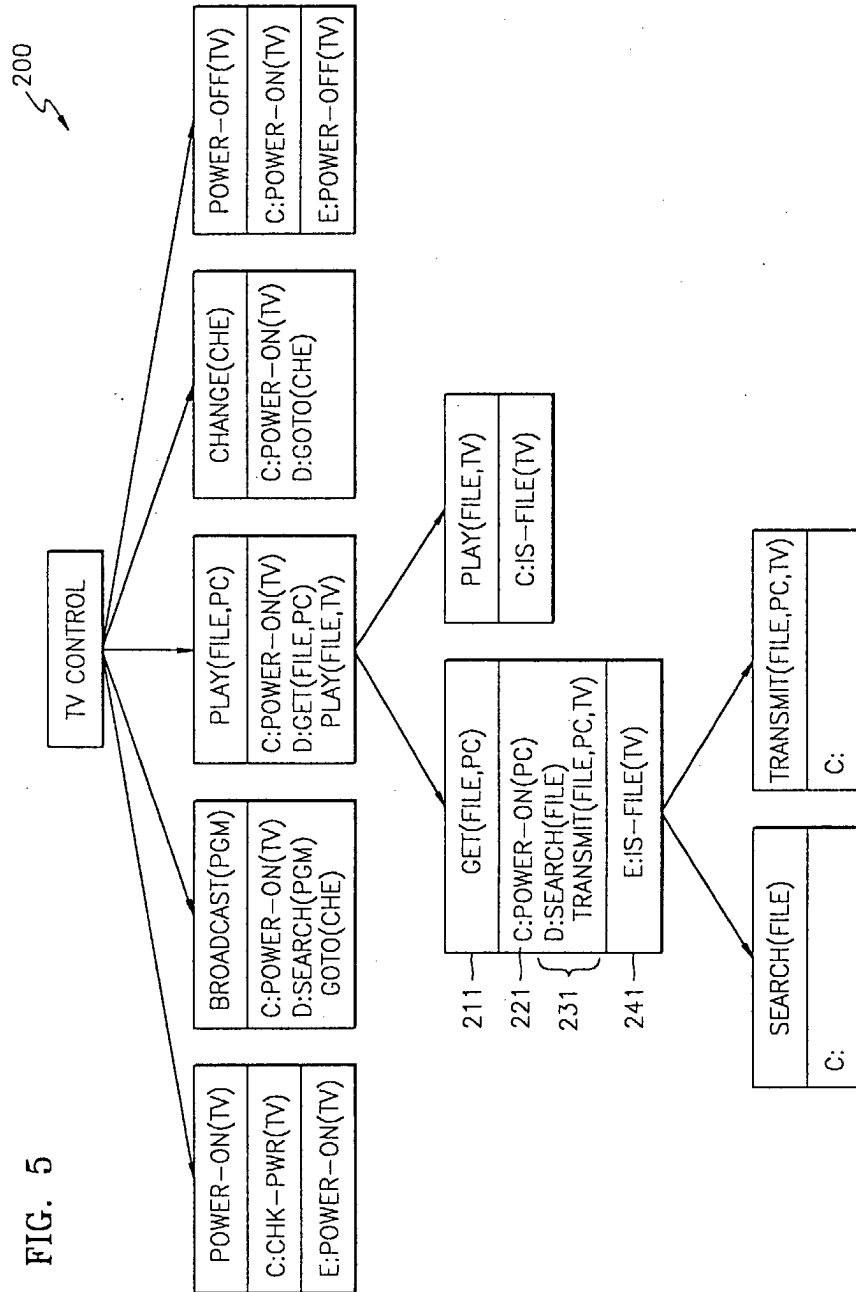 FIG. 5
200
TV CONTROL
POWER-ON(TV)
C:CHK-PWR(TV)
E:POWER-ON(TV)
BROADCAST(PGM)
C:POWER-ON(TV)
D:SEARCH(PGM)
GOTO(CHE)
PLAY(FILE,PC)
C:POWER-ON(TV)
D:GET(FILE,PC)
PLAY(FILE,TV)
CHANGE(CHE)
C:POWER-ON(TV)
D:GOTO(CHE)
POWER-OFF(TV)
C:POWER-ON(TV)
E:POWER-OFF(TV)
211
GET(FILE,PC)
221
C:POWER-ON(PC)
231
D:SEARCH(FILE)
TRANSMIT(FILE,PC,TV)
241
E:IS-FILE(TV)
PLAY(FILE,TV)
C:IS-FILE(TV)
SEARCH(FILE)
C:
TRANSMIT(FILE,PC,TV)
C: